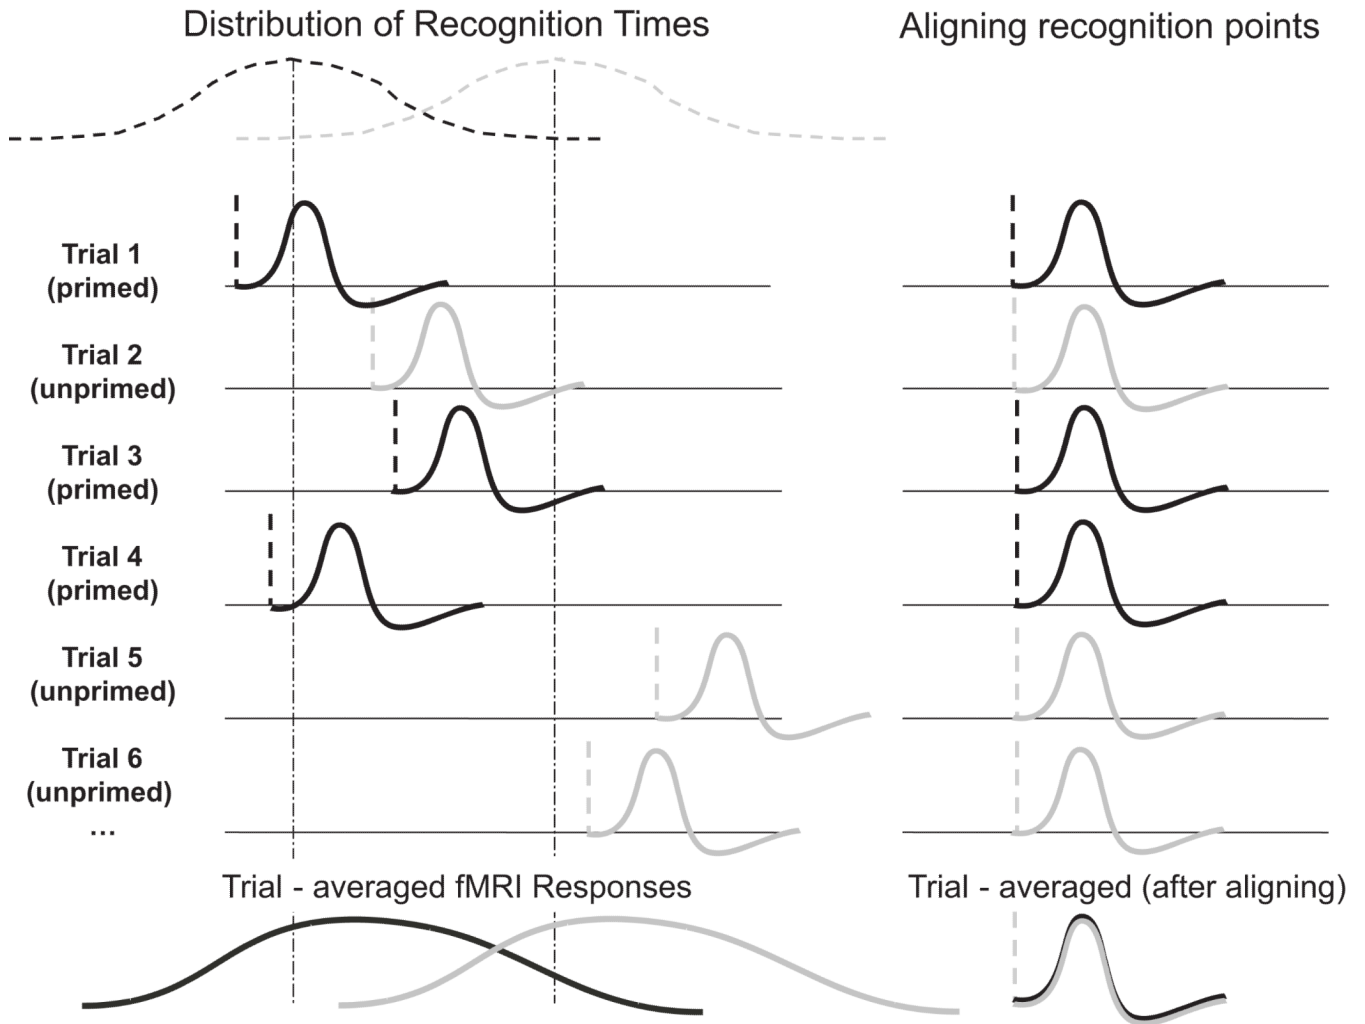 Distribution of Recognition Times
Aligning recognition points
Trial 1
(primed)
Trial 2
(unprimed)
Trial 3
(primed)
Trial 4
(primed)
Trial 5
(unprimed)
Trial 6
(unprimed)
...
Trial - averaged fMRI Responses
Trial - averaged (after aligning)